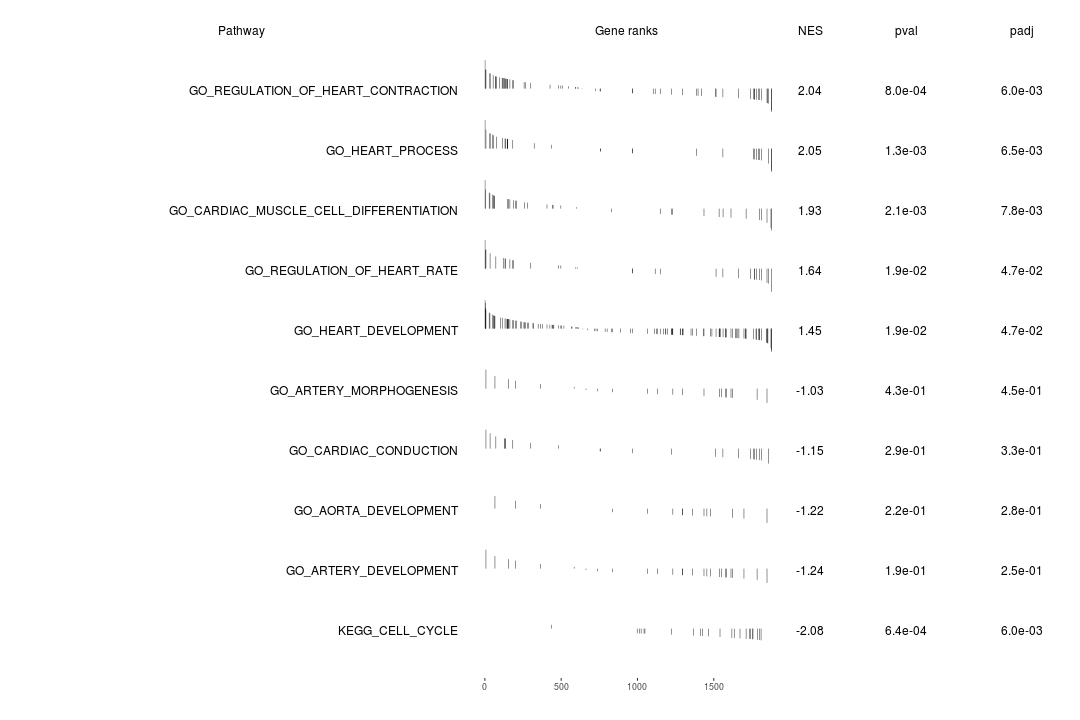 Pathway Gene ranks NES pval padj
GO_REGULATION_OF_HEART_CONTRACTION 2.04 8.0e-04 6.0e-03
GO_HEART_PROCESS 2.05 1.3e-03 6.5e-03
GO_CARDIAC_MUSCLE_CELL_DIFFERENTIATION 1.93 2.1e-03 7.8e-03
GO_REGULATION_OF_HEART_RATE 1.64 1.9e-02 4.7e-02
GO_HEART_DEVELOPMENT 1.45 1.9e-02 4.7e-02
GO_ARTERY_MORPHOGENESIS -1.03 4.3e-01 4.5e-01
GO_CARDIAC_CONDUCTION -1.15 2.9e-01 3.3e-01
GO_AORTA_DEVELOPMENT -1.22 2.2e-01 2.8e-01
GO_ARTERY_DEVELOPMENT -1.24 1.9e-01 2.5e-01
KEGG_CELL_CYCLE -2.08 6.4e-04 6.0e-03
0 500 1000 1500